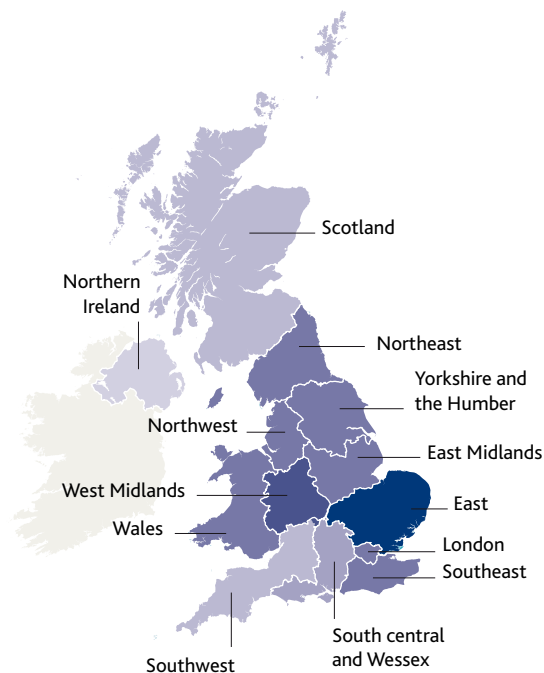 Scotland
Northern
Ireland
Northeast
Yorkshire and
the Humber
Northwest
East Midlands
West Midlands
East
Wales
London
Southeast
South central
and Wessex
Southwest